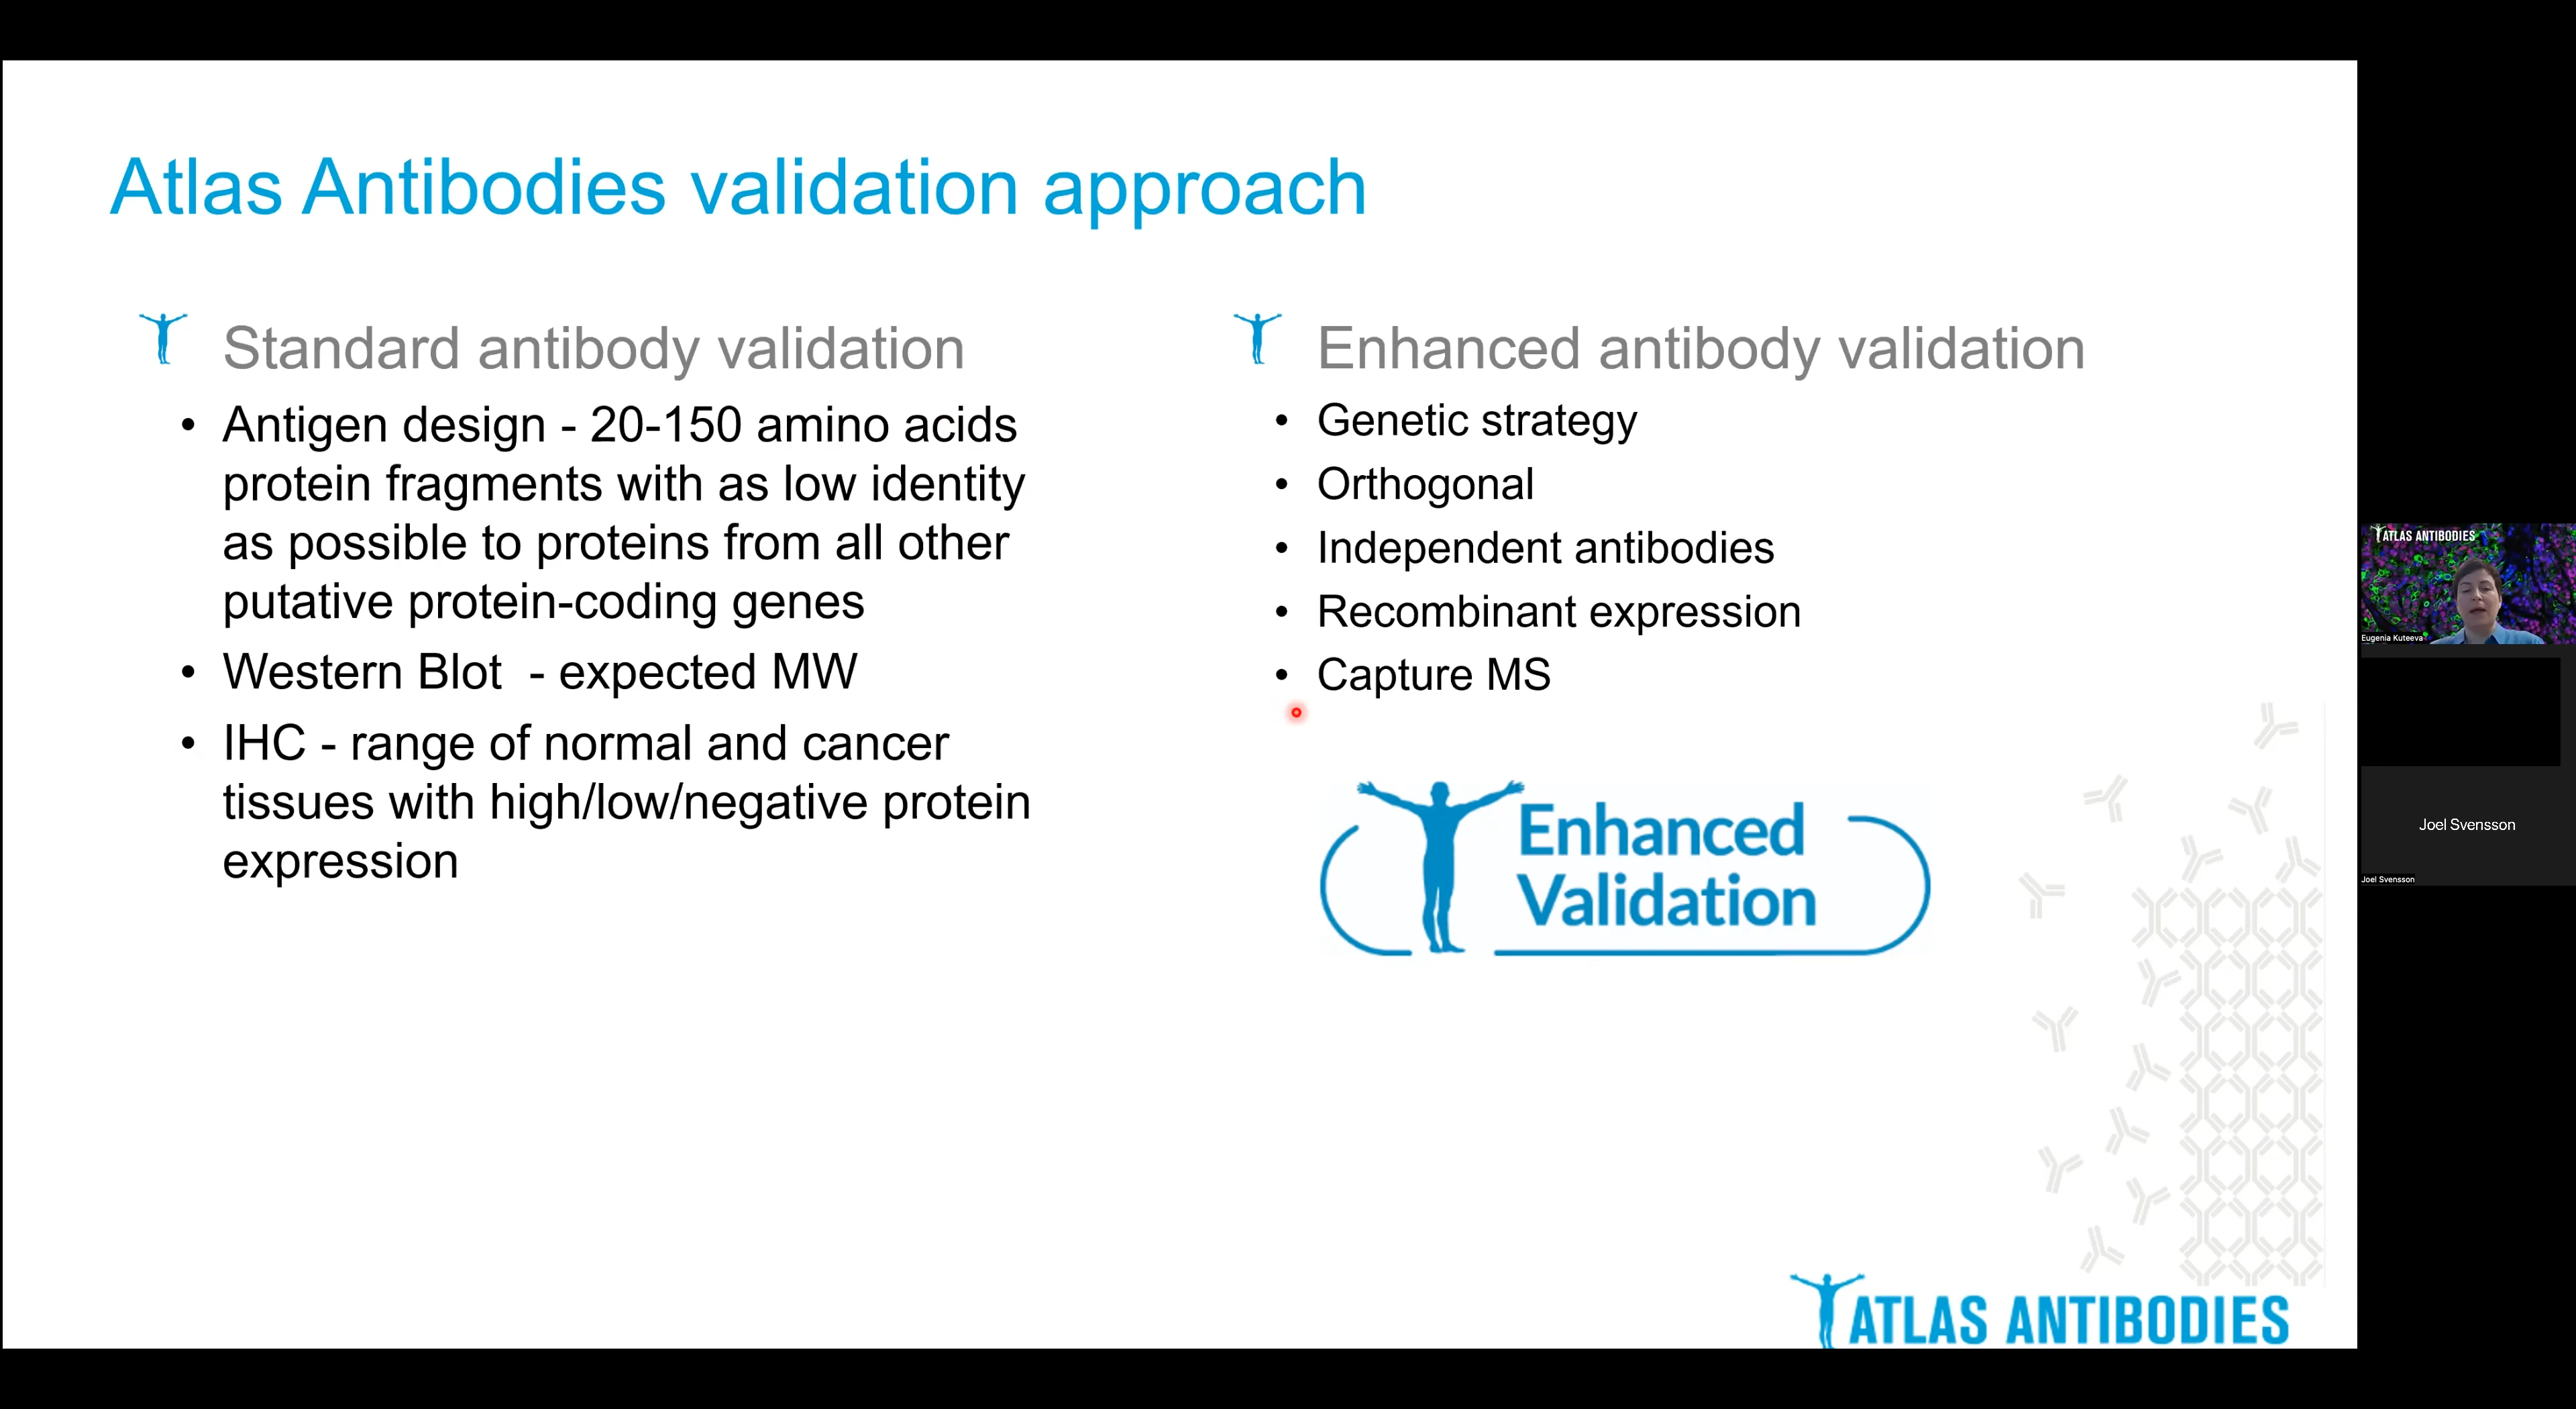 Atlas Antibodies validation approach
Standard antibody validation
• Antigen design - 20-150 amino acids
protein fragments with as low identity
as possible to proteins from all other
putative protein-coding genes
• Western Blot - expected MW
• IHC - range of normal and cancer
tissues with high/low/negative protein
expression
Enhanced antibody validation
• Genetic strategy
• Orthogonal
• Independent antibodies
• Recombinant expression
• Capture MS
Enhanced
Validation
ATLAS ANTIBODIES
ATLAS ANTIBODIES
Eugenia Kuteeva
Joel Svensson
Joel Svensson